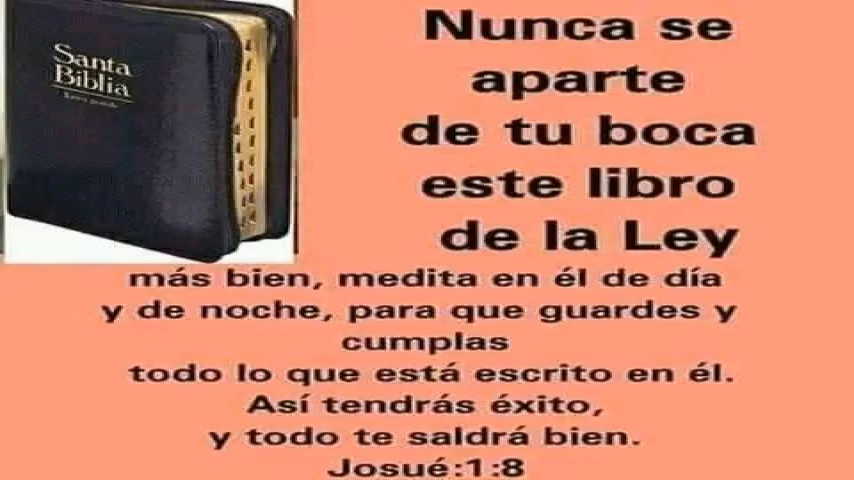 Santa
Biblia
Nunca se
aparte
de tu boca
este libro
de la Ley
más bien, medita en él de día
y de noche, para que guardes y
cumplas
todo lo que está escrito en él.
Así tendrás éxito,
y todo te saldrá bien.
Josué:1:8